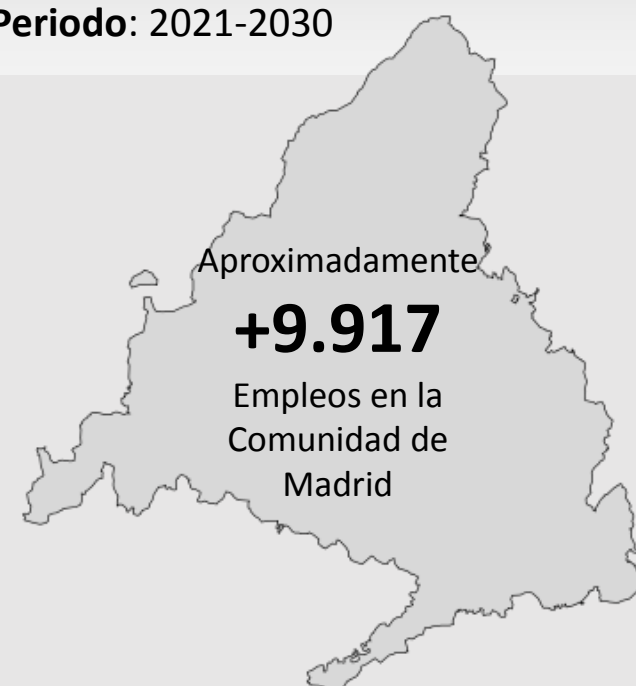 Periodo: 2021-2030
Aproximadamente
+9.917
Empleos en la
Comunidad de
Madrid